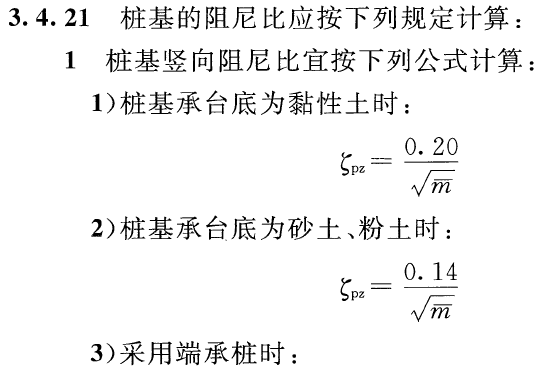 3.4.21 桩基的阻尼比应按下列规定计算：
1 桩基竖向阻尼比宜按下列公式计算：
1)桩基承台底为黏性土时：
ζpz = 0.20 / √m̅
2)桩基承台底为砂土、粉土时：
ζpz = 0.14 / √m̅
3)采用端承桩时：